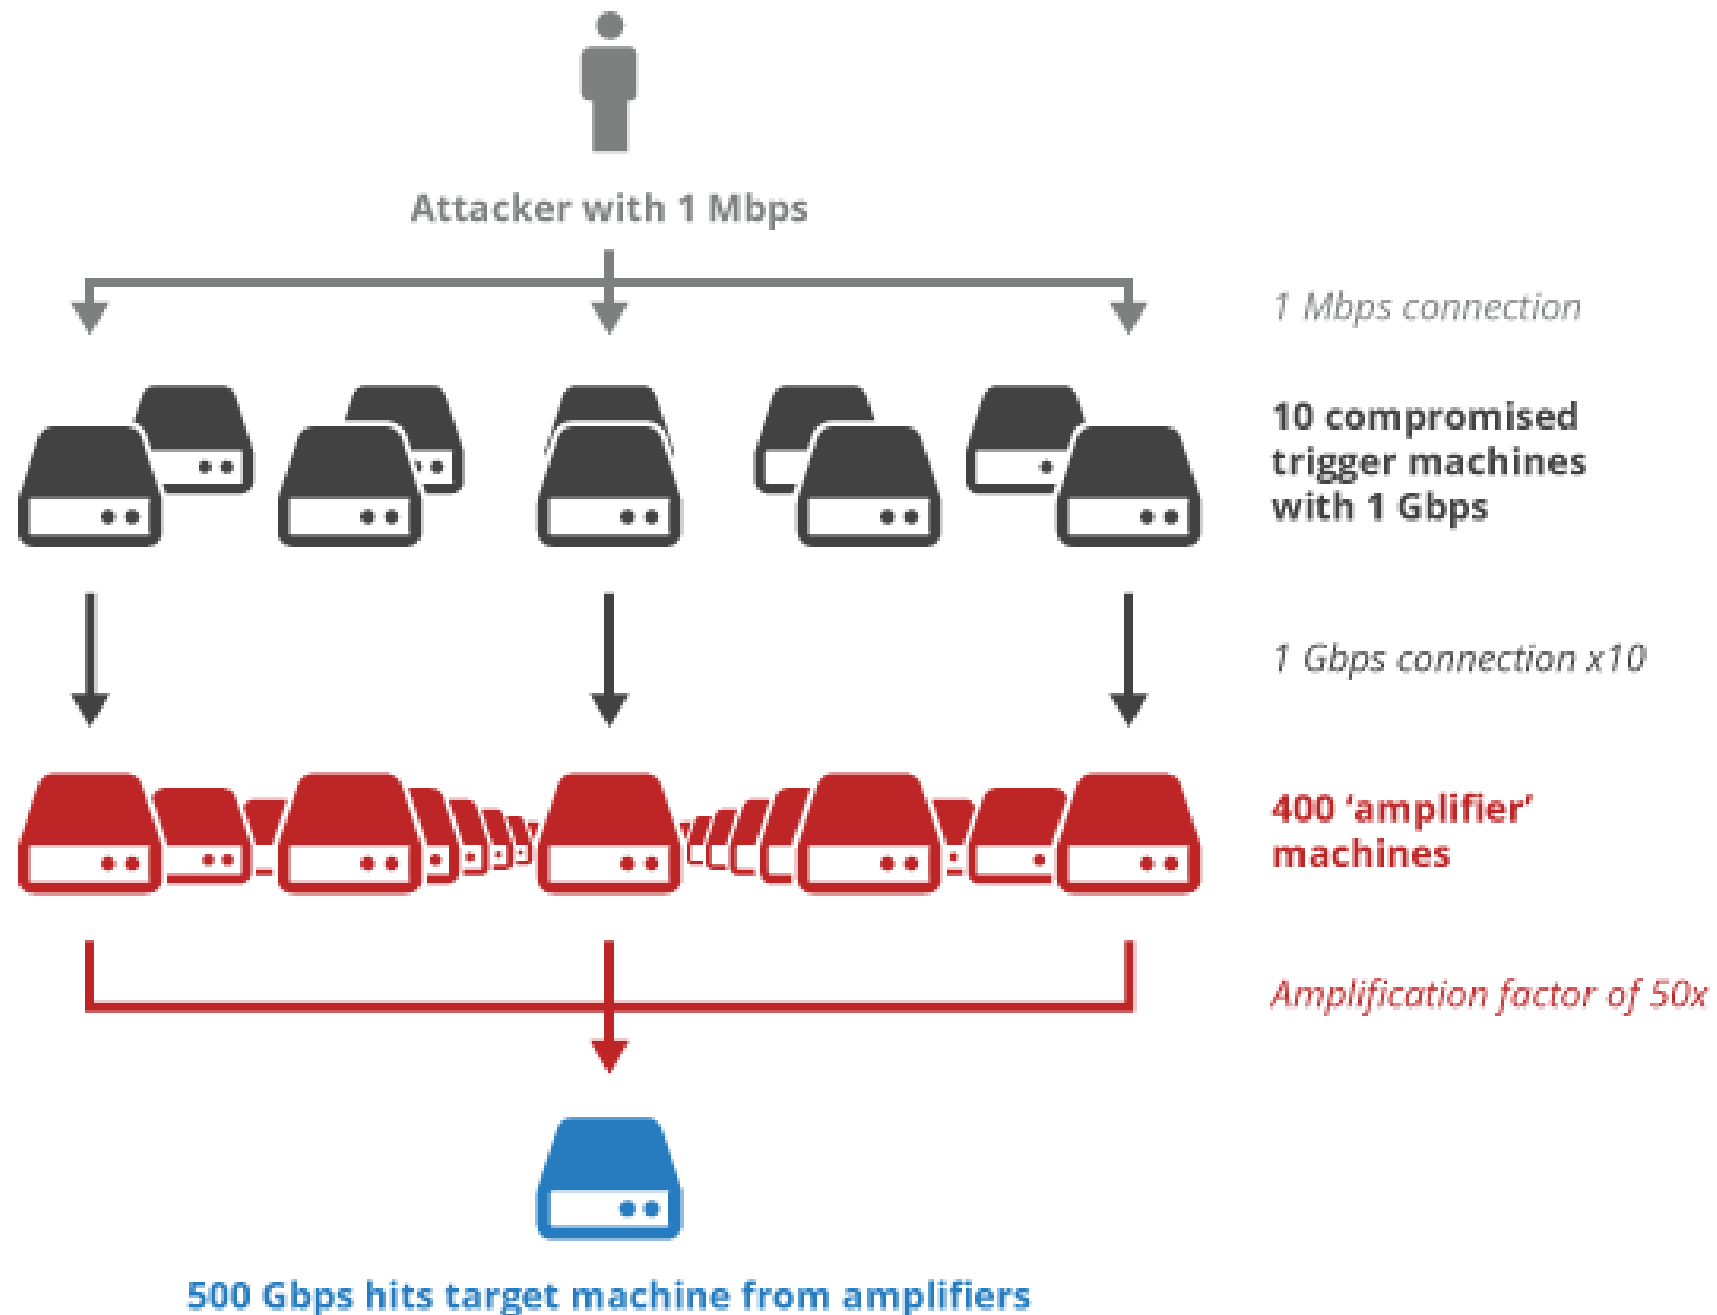 Attacker with 1 Mbps
1 Mbps connection
10 compromised
trigger machines
with 1 Gbps
1 Gbps connection x10
400 ‘amplifier’
machines
Amplification factor of 50x
500 Gbps hits target machine from amplifiers